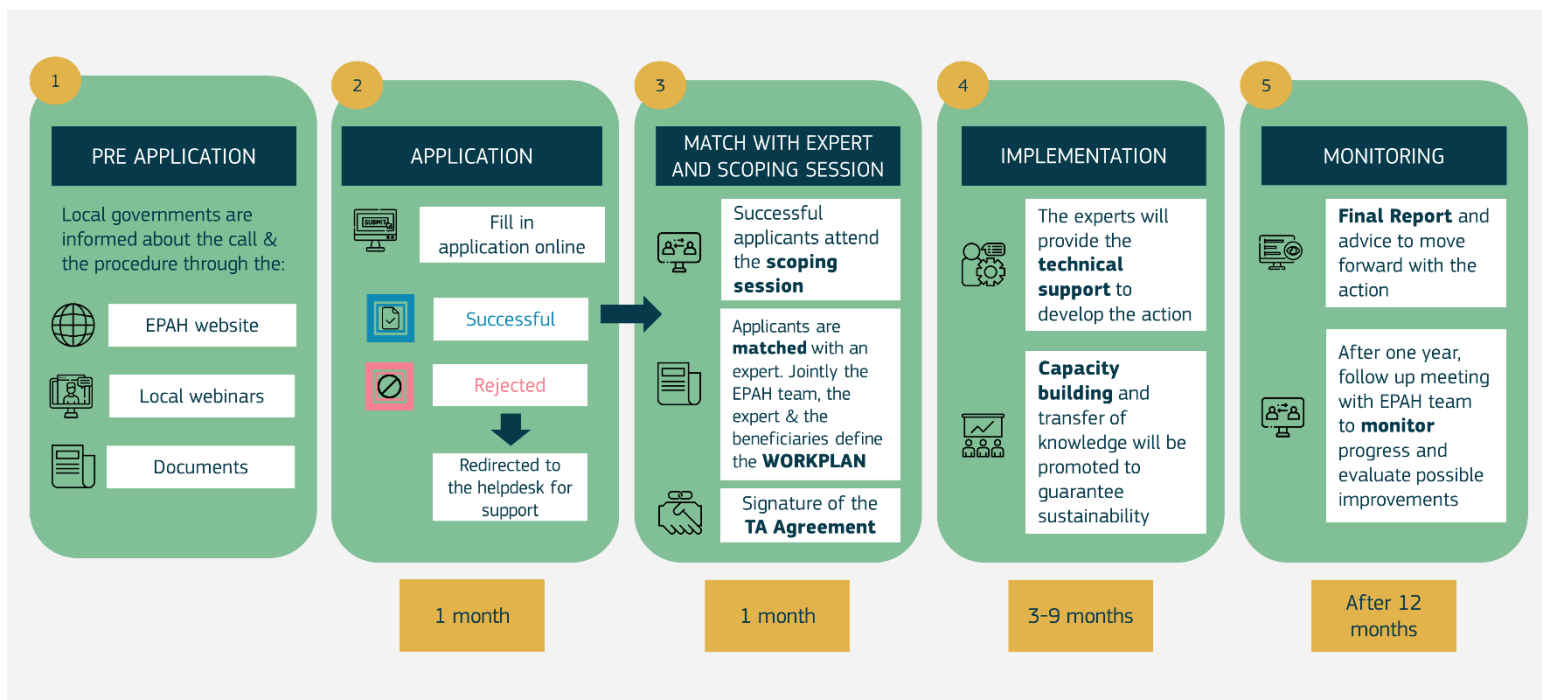 1
PRE APPLICATION
Local governments are
informed about the call &
the procedure through the:
EPAH website
Local webinars
Documents
2
APPLICATION
SUBMIT
Fill in
application online
Successful
Rejected
Redirected to
the helpdesk for
support
1 month
3
MATCH WITH EXPERT
AND SCOPING SESSION
Successful
applicants attend
the scoping
session
Applicants are
matched with an
expert. Jointly the
EPAH team, the
expert & the
beneficiaries define
the WORKPLAN
Signature of the
TA Agreement
1 month
4
IMPLEMENTATION
The experts will
provide the
technical
support to
develop the action
Capacity
building and
transfer of
knowledge will be
promoted to
guarantee
sustainability
3-9 months
5
MONITORING
Final Report and
advice to move
forward with the
action
After one year,
follow up meeting
with EPAH team
to monitor
progress and
evaluate possible
improvements
After 12
months